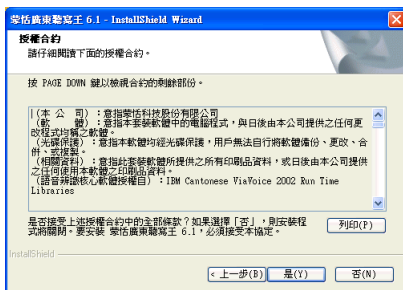 蒙恬廣東聽寫王 6.1 - InstallShield Wizard
授權合約
請仔細閱讀下面的授權合約。
按 PAGE DOWN 鍵以檢視合約的剩餘部份。
(本 公 司)：意指蒙恬科技股份有限公司
(軟 體)：意指本套裝軟體中的電腦程式，與日後由本公司提供之任何更
改程式均稱之軟體。
(光碟保護)：意指本軟體均經光碟保護，用戶無法自行將軟體備份、更改、合
併、或複製。
(相關資料)：意指此套裝軟體所提供之所有印刷品資料，或日後由本公司提供
之任何使用本軟體之印刷品資料。
(語音辨識核心軟體授權自)：IBM Cantonese ViaVoice 2002 Run Time
Libraries
是否接受上述授權合約中的全部條款？如果選擇「否」，則安裝程
式將關閉。要安裝 蒙恬廣東聽寫王 6.1，必須接受本協定。
列印(P)
InstallShield
< 上一步(B)
是(Y)
否(N)